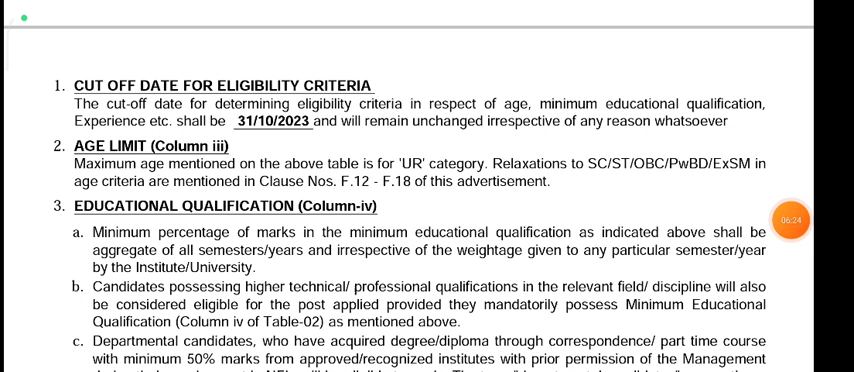 1. CUT OFF DATE FOR ELIGIBILITY CRITERIA
The cut-off date for determining eligibility criteria in respect of age, minimum educational qualification,
Experience etc. shall be 31/10/2023 and will remain unchanged irrespective of any reason whatsoever
2. AGE LIMIT (Column iii)
Maximum age mentioned on the above table is for 'UR' category. Relaxations to SC/ST/OBC/PwBD/ExSM in
age criteria are mentioned in Clause Nos. F.12 - F.18 of this advertisement.
3. EDUCATIONAL QUALIFICATION (Column-iv)
06:24
a. Minimum percentage of marks in the minimum educational qualification as indicated above shall be
aggregate of all semesters/years and irrespective of the weightage given to any particular semester/year
by the Institute/University.
b. Candidates possessing higher technical/ professional qualifications in the relevant field/ discipline will also
be considered eligible for the post applied provided they mandatorily possess Minimum Educational
Qualification (Column iv of Table-02) as mentioned above.
c. Departmental candidates, who have acquired degree/diploma through correspondence/ part time course
with minimum 50% marks from approved/recognized institutes with prior permission of the Management